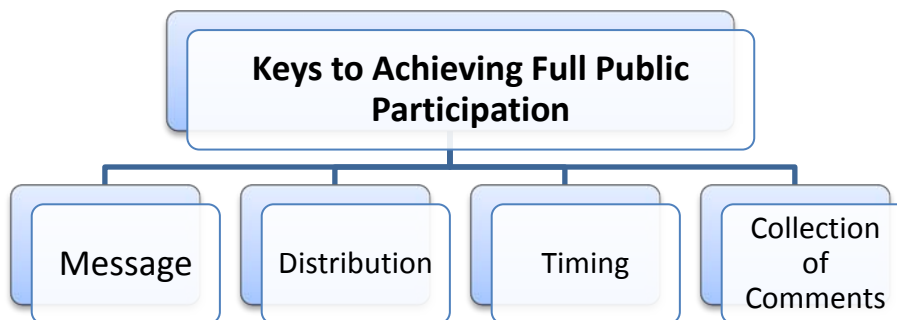 Keys to Achieving Full Public
Participation
Message
Distribution
Timing
Collection
of
Comments